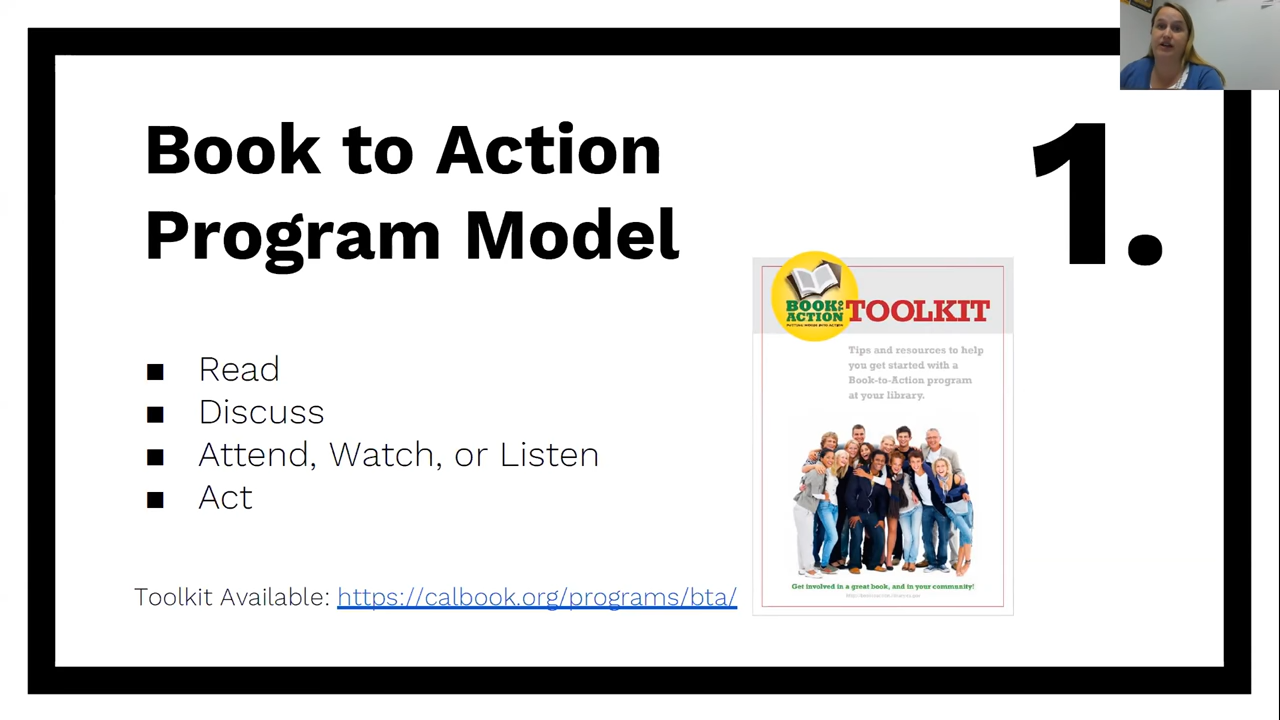 Book to Action
Program Model
1.
■ Read
■ Discuss
■ Attend, Watch, or Listen
■ Act
Toolkit Available: https://calbook.org/programs/bta/
BOOK TO
ACTION
TOOLKIT
Tips and resources to help
you get started with a
Book-to-Action program
at your library.
Get involved in a great book, and in your community!